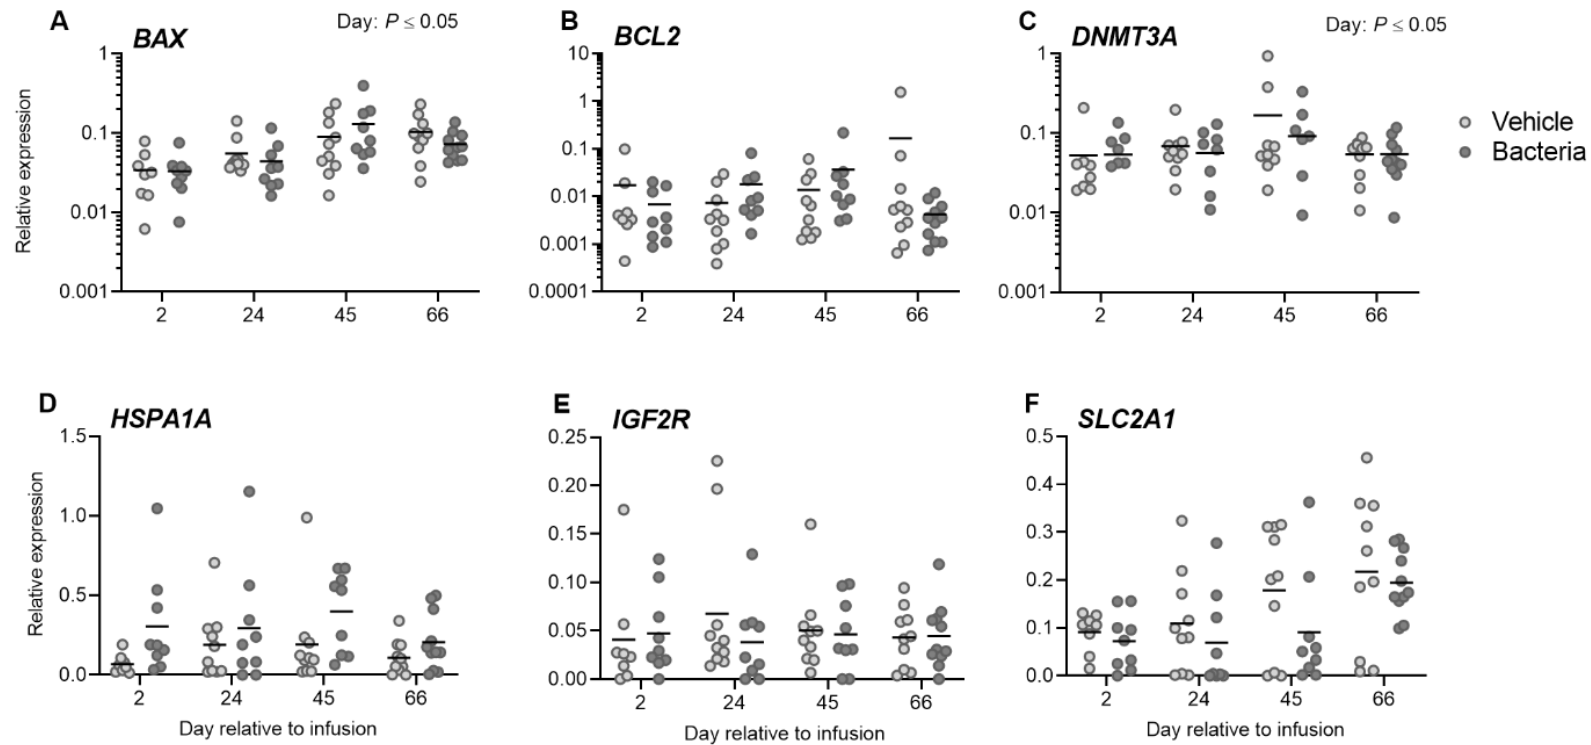 A
BAX
Day: P ≤ 0.05
Relative expression
1
0.1
0.01
0.001
2 24 45 66
B
BCL2
10
1
0.1
0.01
0.001
0.0001
2 24 45 66
C
DNMT3A
Day: P ≤ 0.05
1
0.1
0.01
0.001
2 24 45 66
Vehicle
Bacteria
D
HSPA1A
Relative expression
1.5
1.0
0.5
0.0
2 24 45 66
Day relative to infusion
E
IGF2R
0.25
0.20
0.15
0.10
0.05
0.00
2 24 45 66
Day relative to infusion
F
SLC2A1
0.5
0.4
0.3
0.2
0.1
0.0
2 24 45 66
Day relative to infusion